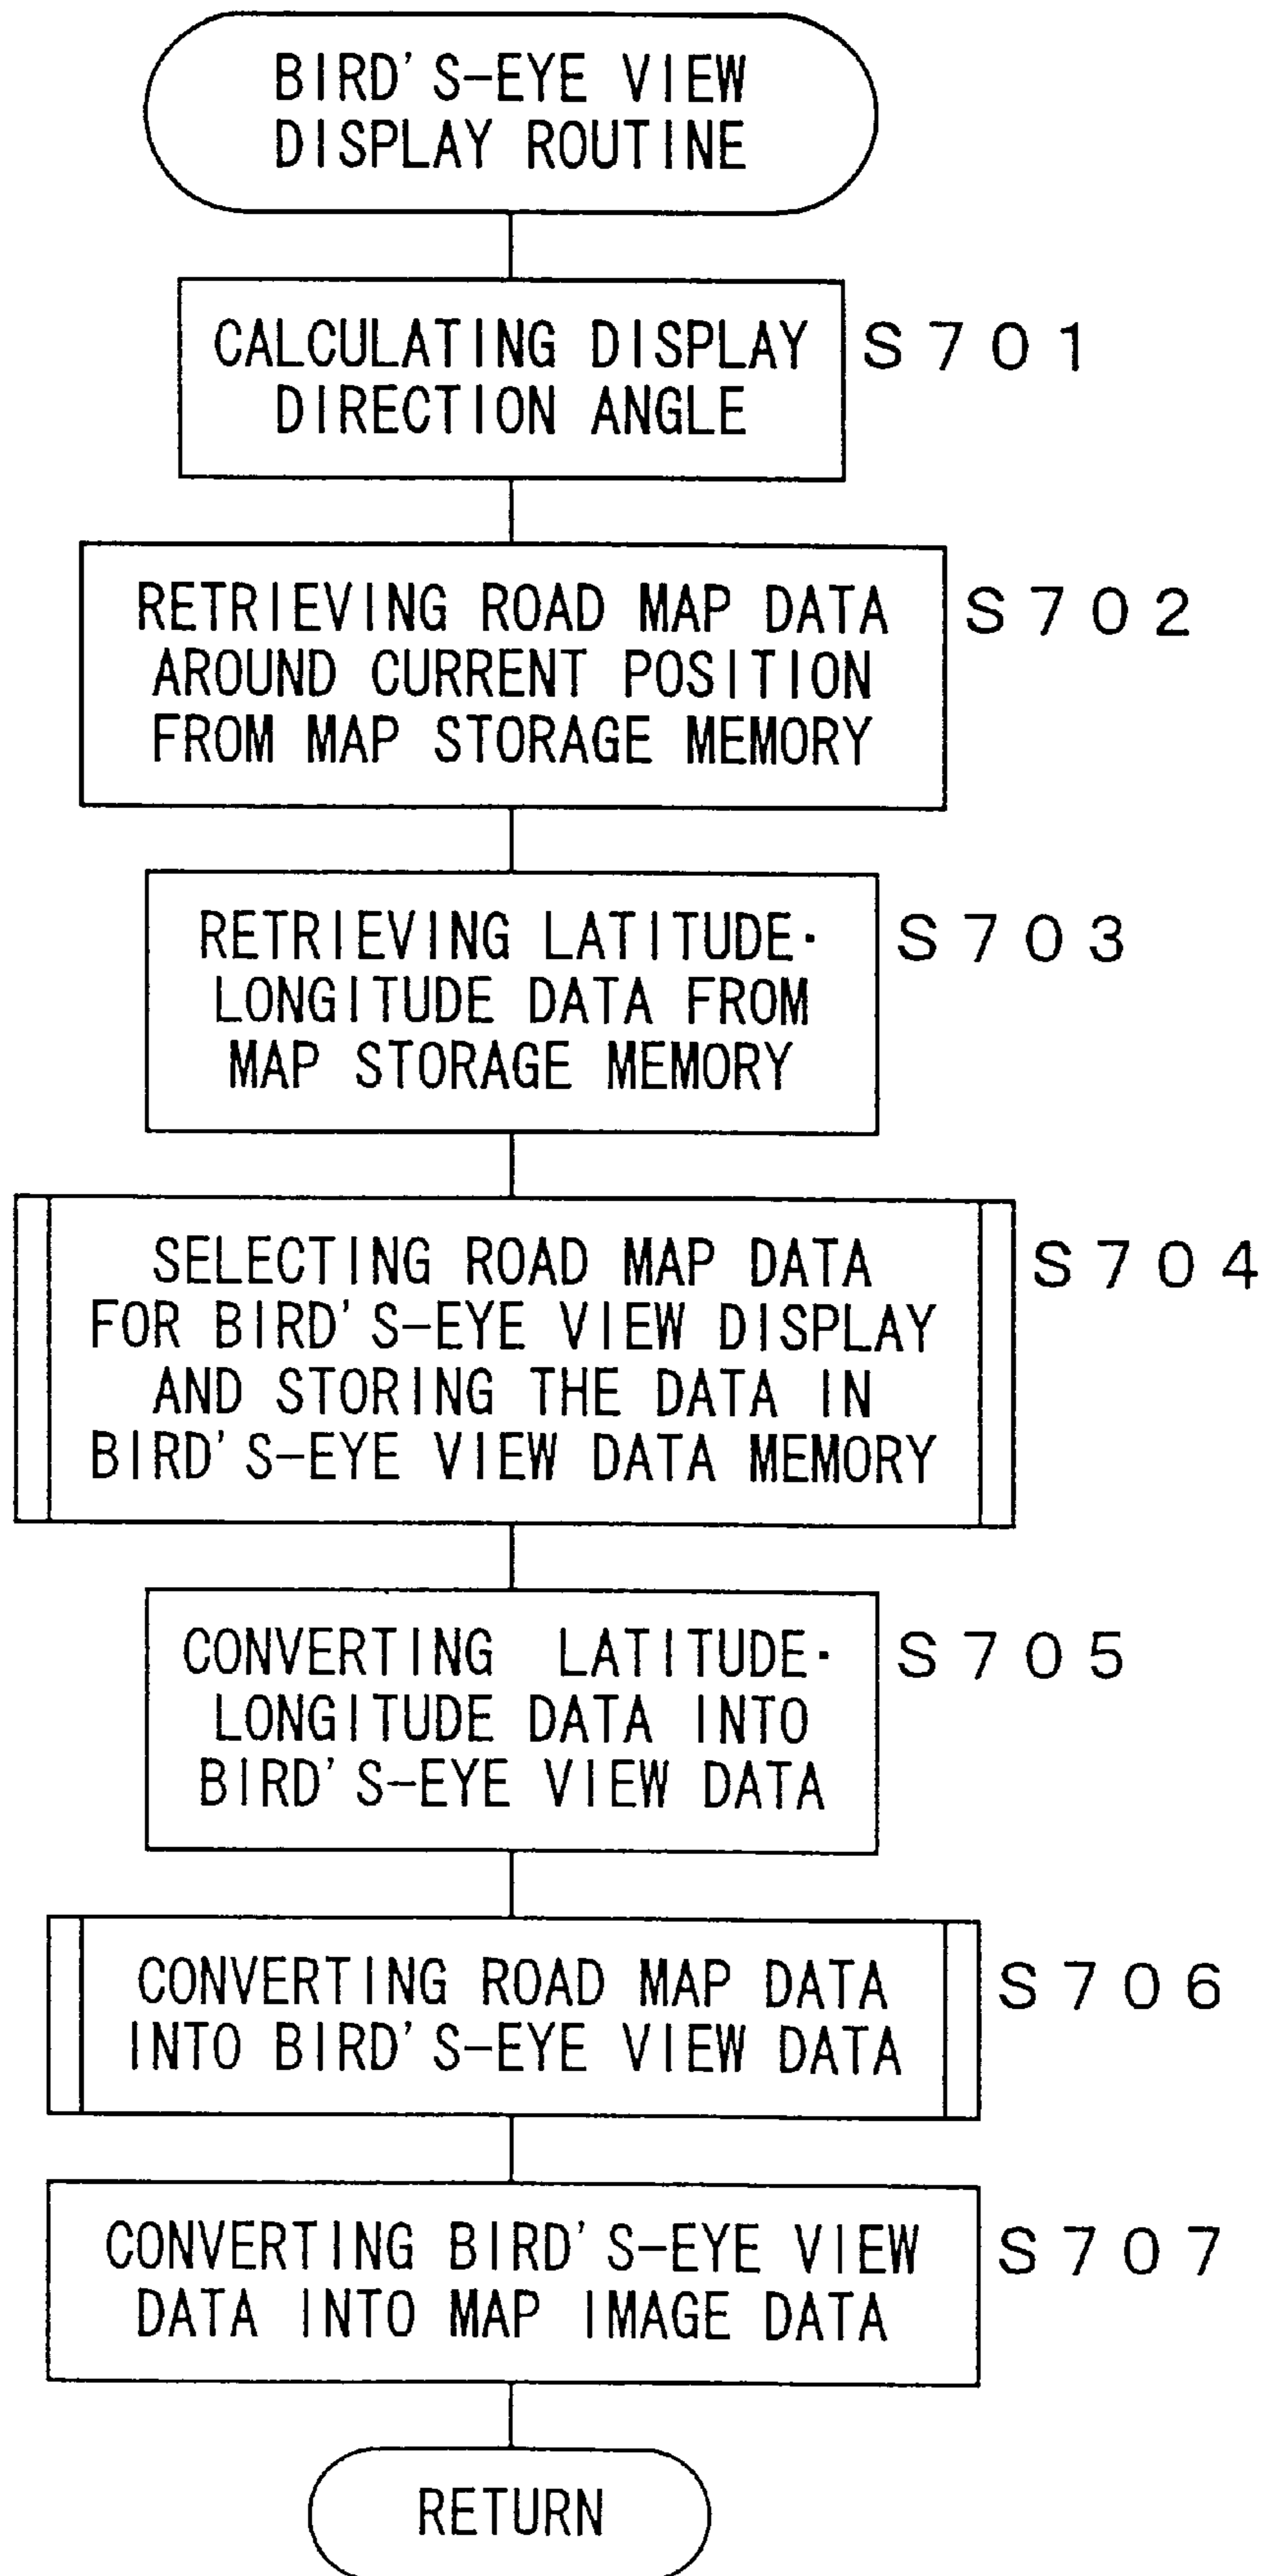 BIRD'S-EYE VIEW
DISPLAY ROUTINE
CALCULATING DISPLAY
DIRECTION ANGLE
S701
RETRIEVING ROAD MAP DATA
AROUND CURRENT POSITION
FROM MAP STORAGE MEMORY
S702
RETRIEVING LATITUDE·
LONGITUDE DATA FROM
MAP STORAGE MEMORY
S703
SELECTING ROAD MAP DATA
FOR BIRD'S-EYE VIEW DISPLAY
AND STORING THE DATA IN
BIRD'S-EYE VIEW DATA MEMORY
S704
CONVERTING LATITUDE·
LONGITUDE DATA INTO
BIRD'S-EYE VIEW DATA
S705
CONVERTING ROAD MAP DATA
INTO BIRD'S-EYE VIEW DATA
S706
CONVERTING BIRD'S-EYE VIEW
DATA INTO MAP IMAGE DATA
S707
RETURN